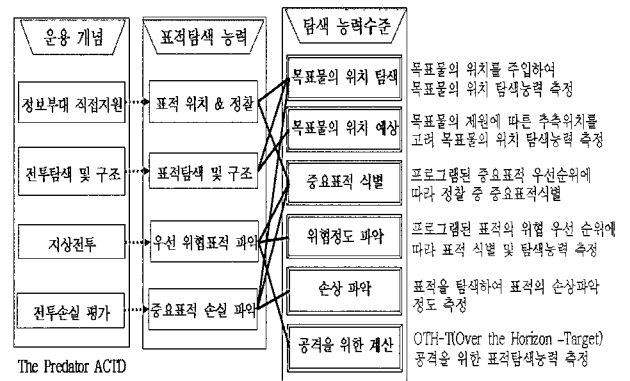 운용 개념
표적탐색 능력
탐색 능력수준
정보부대 직접지원
표적 위치 & 정찰
목표물의 위치 탐색
목표물의 위치를 주입하여
목표물의 위치 탐색능력 측정
목표물의 위치 예상
목표물의 제원에 따른 추측위치를
고려 목표물의 위치 탐지능력 측정
전투탐색 및 구조
표적탐색 및 구조
중요표적 식별
프로그램된 중요표적 우선순위에
따라 정찰 중 중요표적식별
지상전투
우선 위협표적 파악
위협정도 파악
프로그램된 표적의 위협 우선 순위에
따라 표적 식별 및 탐색능력 측정
전투손실 평가
중요표적 손실 파악
손상 파악
표적을 탐색하여 표적의 손상파악
정도 측정
공격을 위한 계산
OTH-T(Over the Horizon -Target)
공격을 위한 표적탐색능력 측정
The Predator ACTD